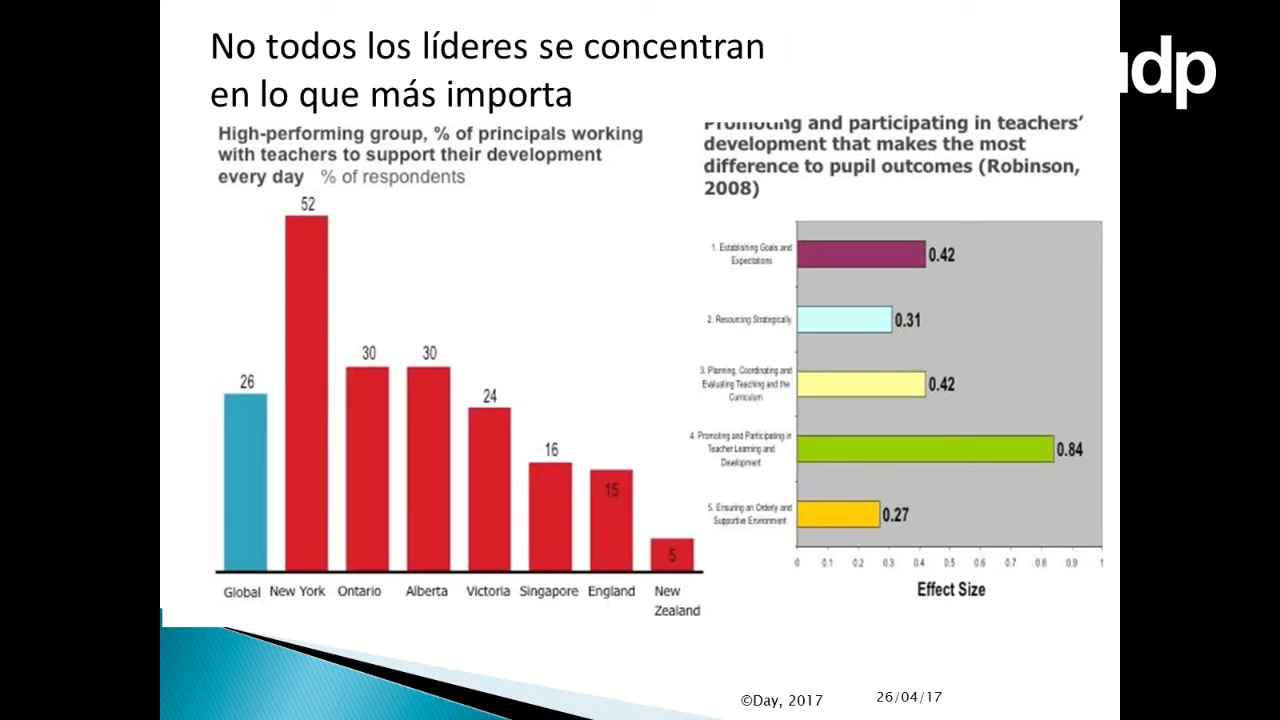 No todos los líderes se concentran
en lo que más importa
udp
High-performing group, % of principals working
with teachers to support their development
every day % of respondents
52
26
30
30
24
16
15
5
Global New York Ontario Alberta Victoria Singapore England New
Zealand
Promoting and participating in teachers’
development that makes the most
difference to pupil outcomes (Robinson,
2008)
1. Establishing Goals and
Expectations
0.42
2. Resourcing Strategically
0.31
3. Planning, Coordinating and
Evaluating Teaching and the
Curriculum
0.42
4. Promoting and Participating in
Teacher Learning and
Development
0.84
5. Ensuring an Orderly and
Supportive Environment
0.27
0 0.1 0.2 0.3 0.4 0.5 0.6 0.7 0.8 0.9 1
Effect Size
©Day, 2017
26/04/17